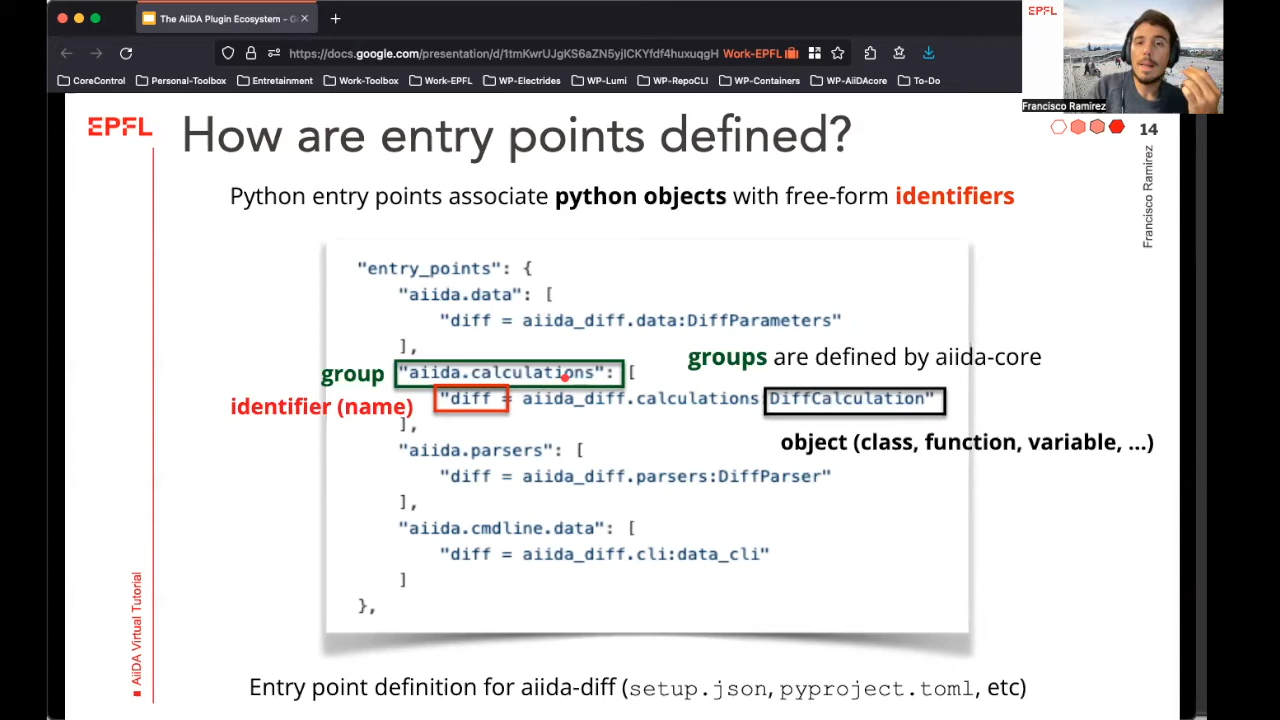 The AiiDA Plugin Ecosystem - G
https://docs.google.com/presentation/d/1tmKwrUJgKS6aZN5yjlCKYfdf4huxuqgH
Work-EPFL
CoreControl
Personal-Toolbox
Entretainment
Work-Toolbox
Work-EPFL
WP-Electrides
WP-Lumi
WP-RepoCLI
WP-Containers
WP-AiiDAcore
To-Do
EPFL
Francisco Ramirez
EPFL
How are entry points defined?
14
Francisco Ramirez
Python entry points associate python objects with free-form identifiers
"entry_points": {
"aiida.data": [
"diff = aiida_diff.data:DiffParameters"
],
group
"aiida.calculations": [
groups are defined by aiida-core
identifier (name)
"diff = aiida_diff.calculations:DiffCalculation"
],
object (class, function, variable, ...)
"aiida.parsers": [
"diff = aiida_diff.parsers:DiffParser"
],
"aiida.cmdline.data": [
"diff = aiida_diff.cli:data_cli"
]
},
AiiDA Virtual Tutorial
Entry point definition for aiida-diff (setup.json, pyproject.toml, etc)